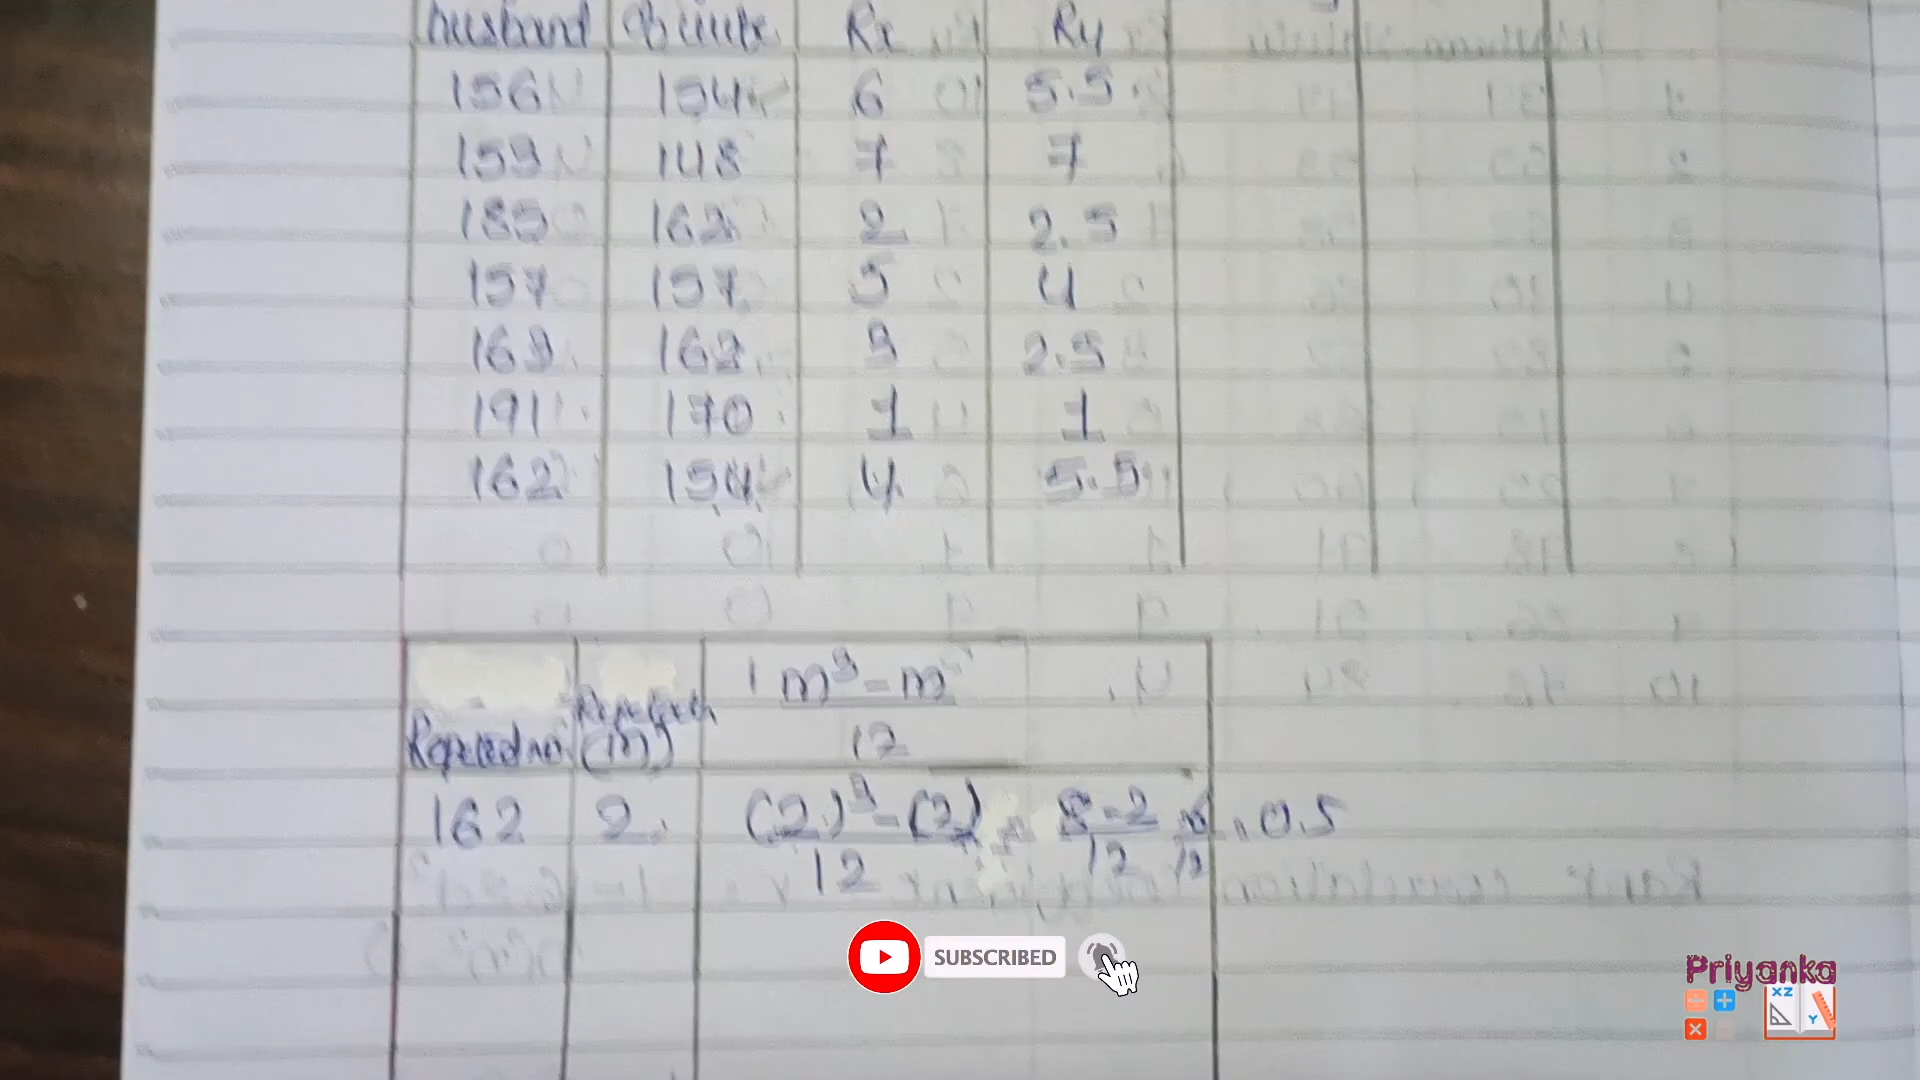 husband Rx Ry
156 154 6 5.5
153 148 7 7
185 162 2 2.5
157 157 5 4
163 162 3 2.5
191 170 1 1
162 154 4 5.5
m³-m
Repeated no. (m) 12
162 2 (2)³-(2) = 8-2 6 0.5
12 12 12
SUBSCRIBED
Priyanka
XZ
Y